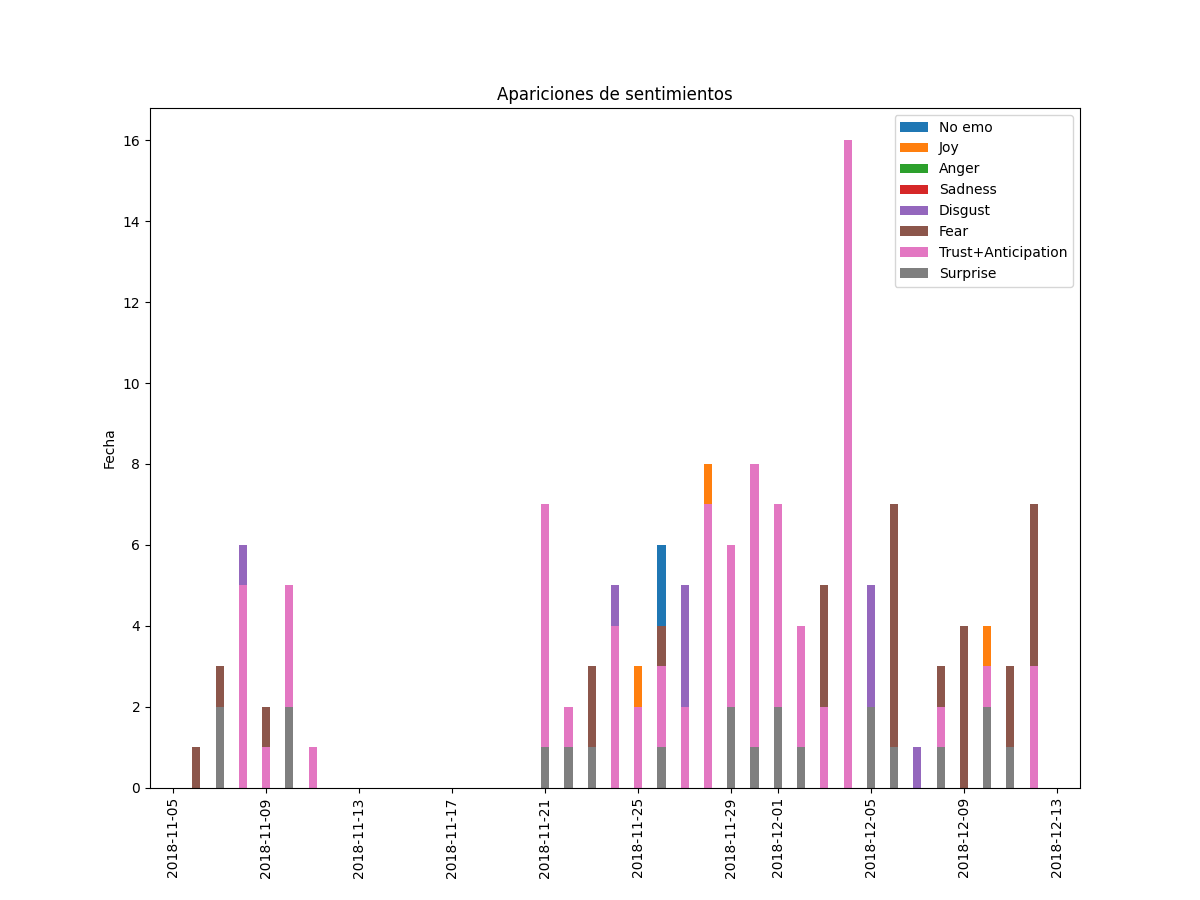 Apariciones de sentimientos
No emo
Joy
Anger
Sadness
Disgust
Fear
Trust+Anticipation
Surprise
Fecha
16
14
12
10
8
6
4
2
0
2018-11-05
2018-11-09
2018-11-13
2018-11-17
2018-11-21
2018-11-25
2018-11-29
2018-12-01
2018-12-05
2018-12-09
2018-12-13